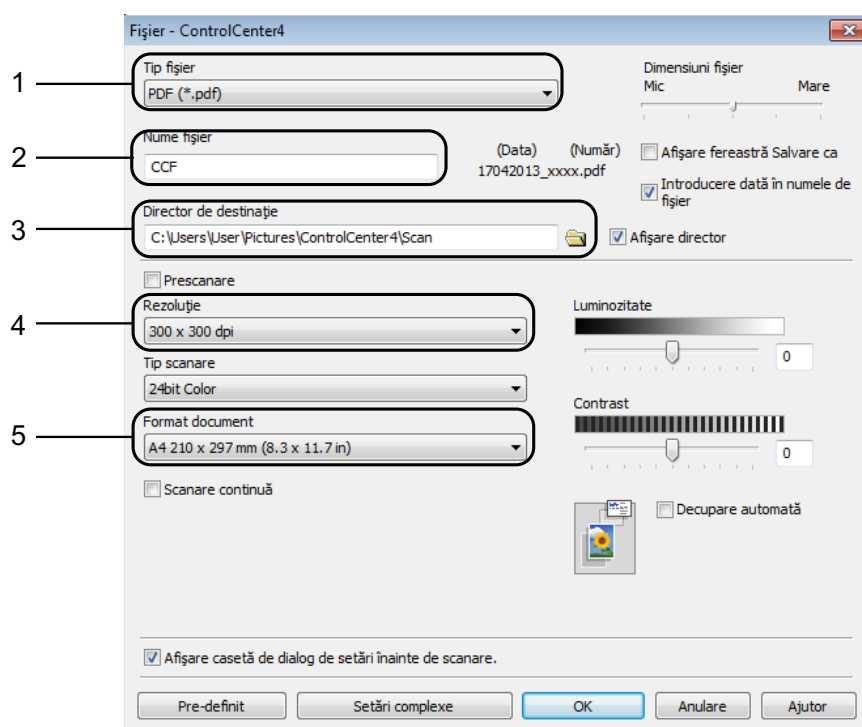 Fişier - ControlCenter4
1
Tip fişier
PDF (*.pdf)
Dimensiuni fişier
Mic Mare
2
Nume fişier
CCF
(Data) (Număr)
17042013_xxxx.pdf
Afişare fereastră Salvare ca
Introducere dată în numele de
fişier
3
Director de destinaţie
C:\Users\User\Pictures\ControlCenter4\Scan
Afişare director
Prescanare
4
Rezoluţie
300 x 300 dpi
Luminozitate
0
Tip scanare
24bit Color
Contrast
0
5
Format document
A4 210 x 297 mm (8.3 x 11.7 in)
Scanare continuă
Decupare automată
Afişare casetă de dialog de setări înainte de scanare.
Pre-definit Setări complexe OK Anulare Ajutor